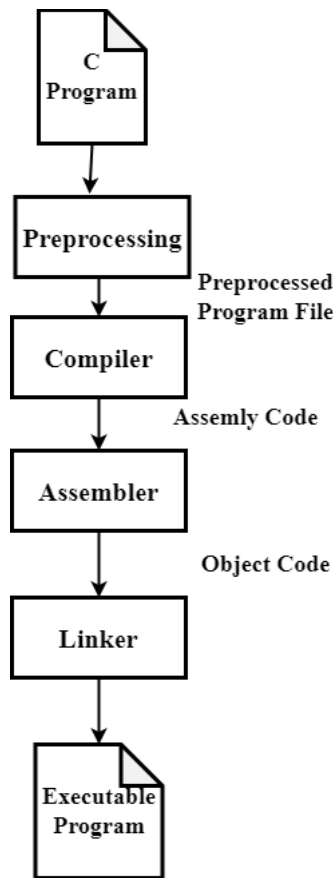 C
Program
Preprocessing
Preprocessed
Program File
Compiler
Assemly Code
Assembler
Object Code
Linker
Executable
Program